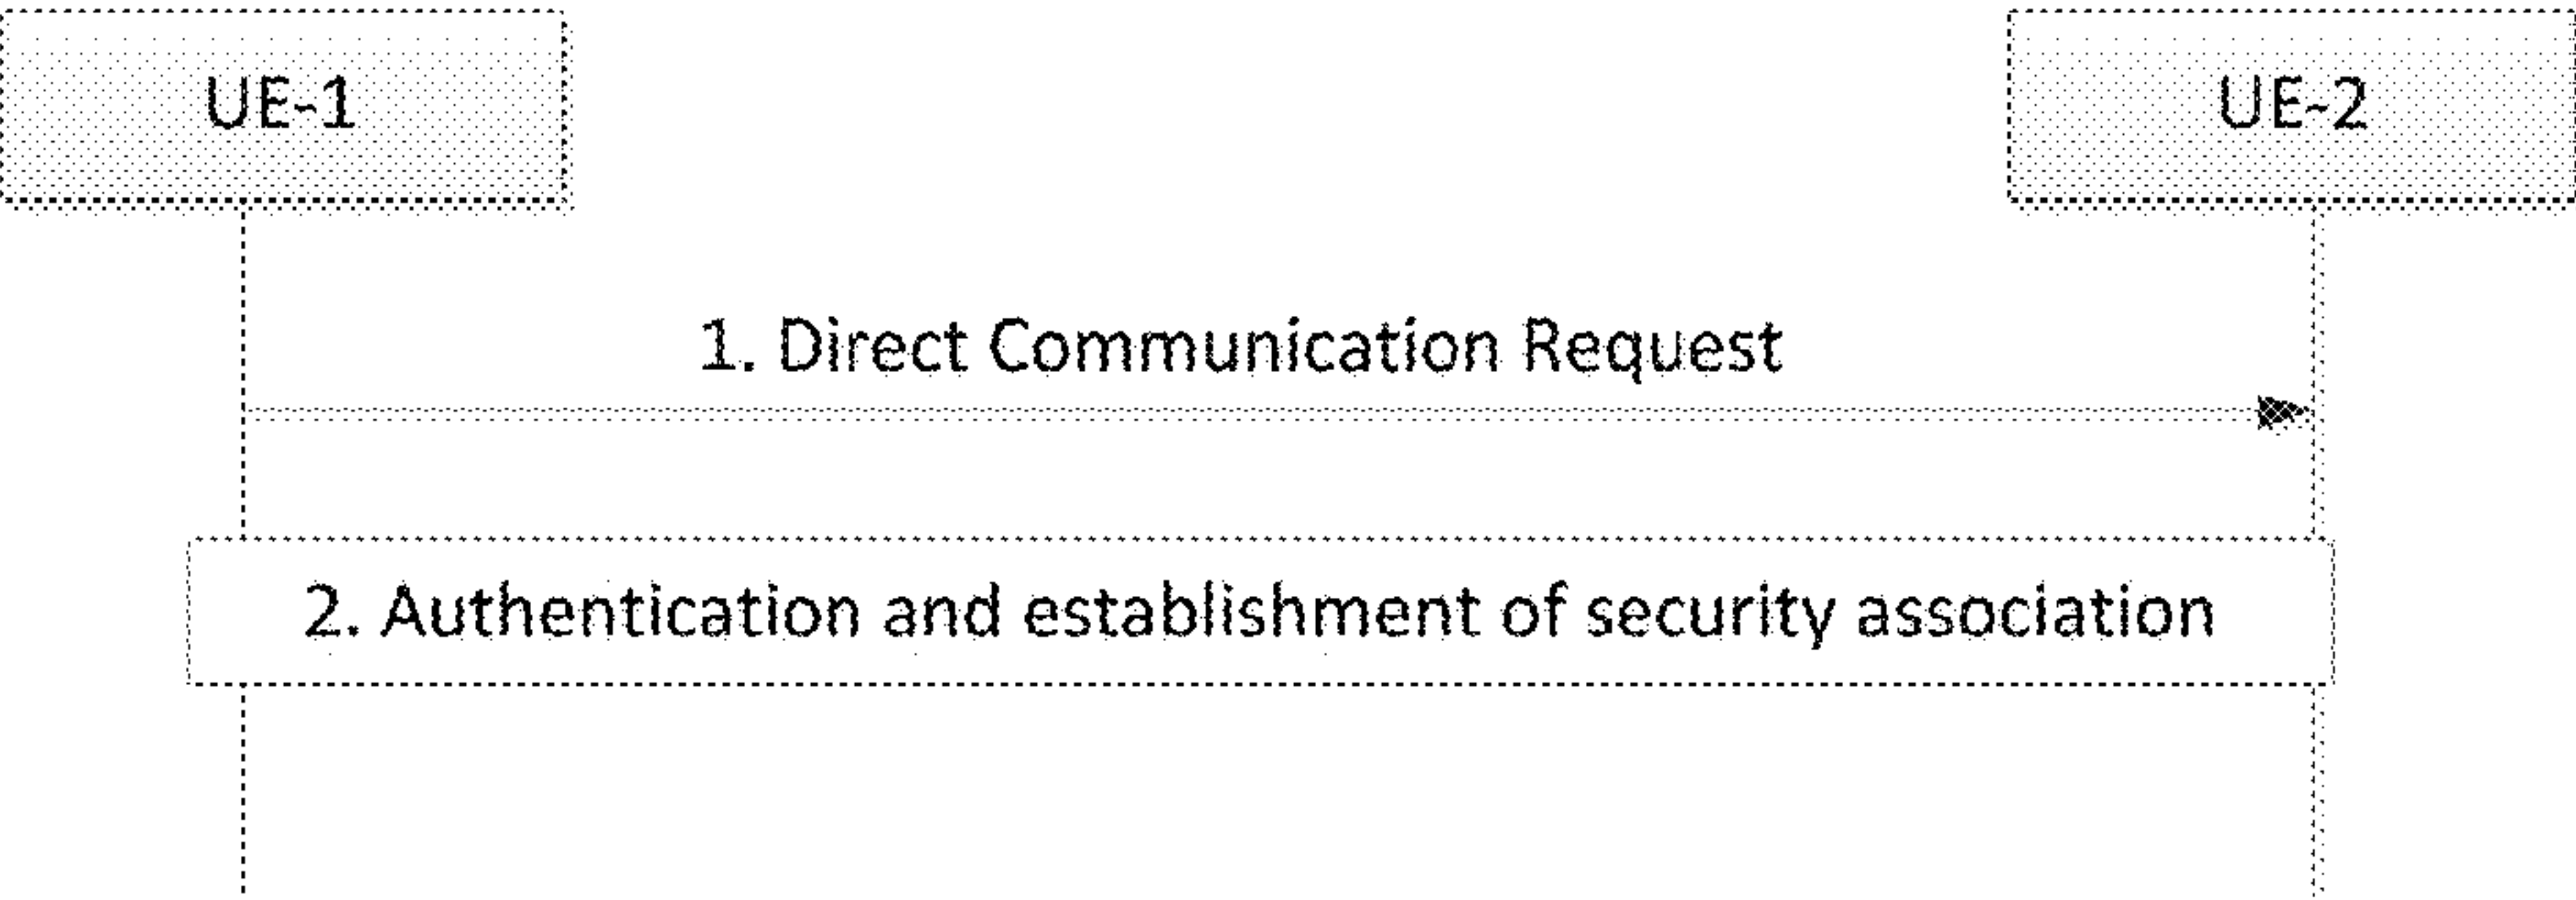 UE-1
UE-2
1. Direct Communication Request
2. Authentication and establishment of security association